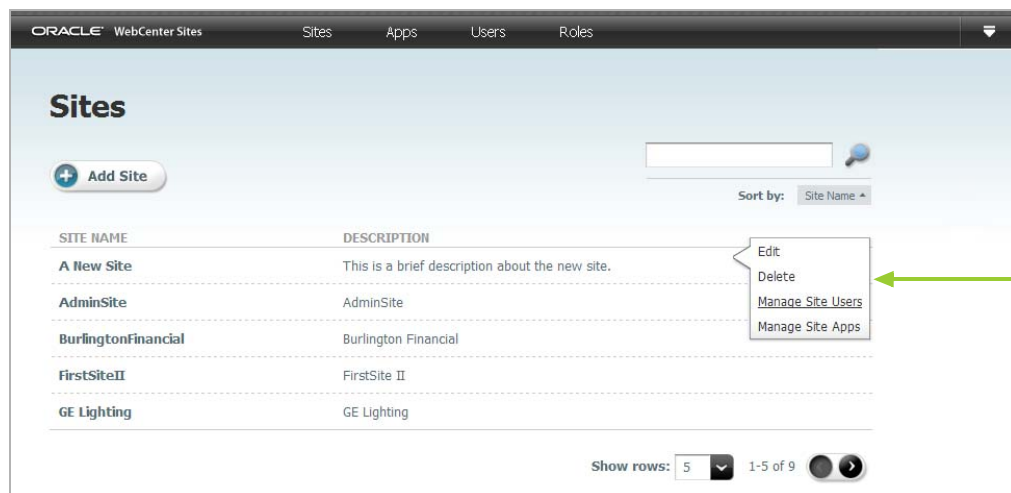 ORACLE WebCenter Sites Sites Apps Users Roles
Sites
Add Site
Sort by: Site Name
SITE NAME DESCRIPTION
A New Site This is a brief description about the new site.
AdminSite AdminSite
BurlingtonFinancial Burlington Financial
FirstSiteII FirstSite II
GE Lighting GE Lighting
Edit
Delete
Manage Site Users
Manage Site Apps
Show rows: 5 1-5 of 9